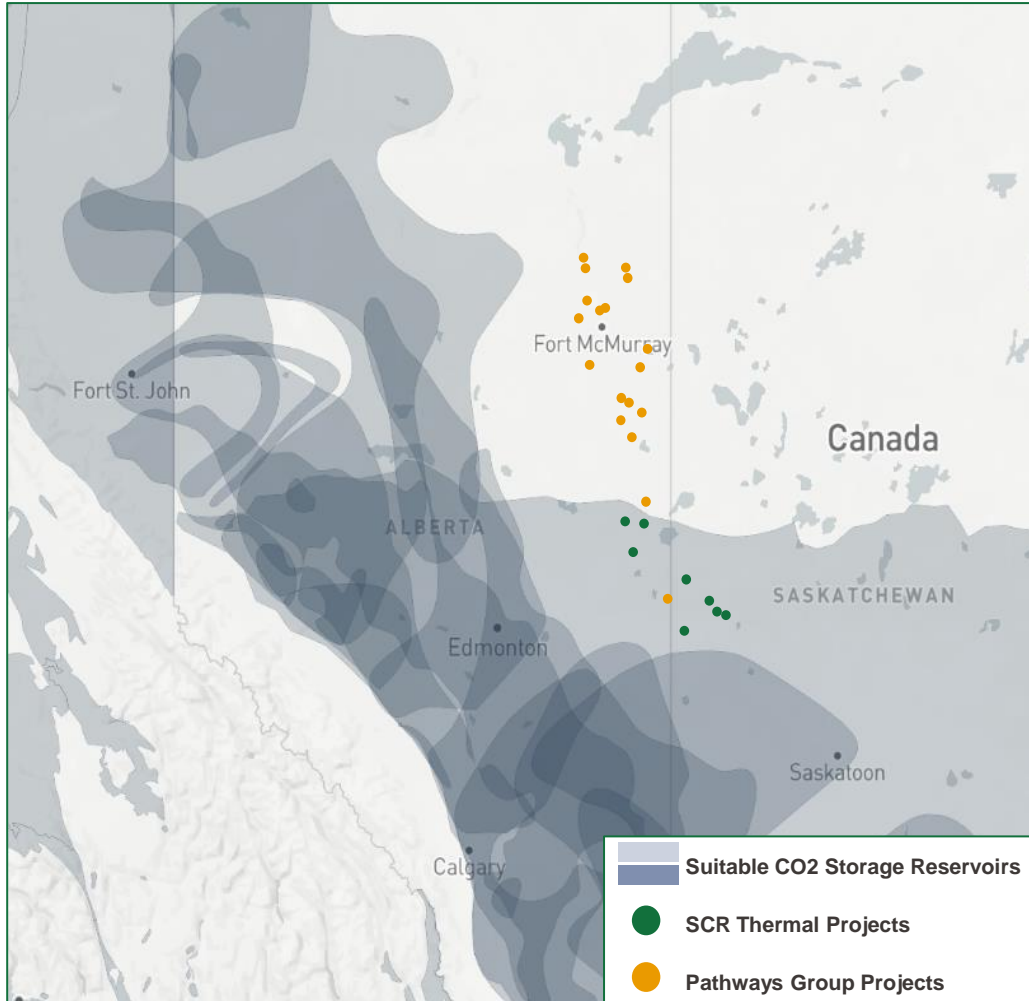 Fort McMurray
Fort St. John
Canada
ALBERTA
SASKATCHEWAN
Edmonton
Saskatoon
Calgary
Suitable CO2 Storage Reservoirs
SCR Thermal Projects
Pathways Group Projects